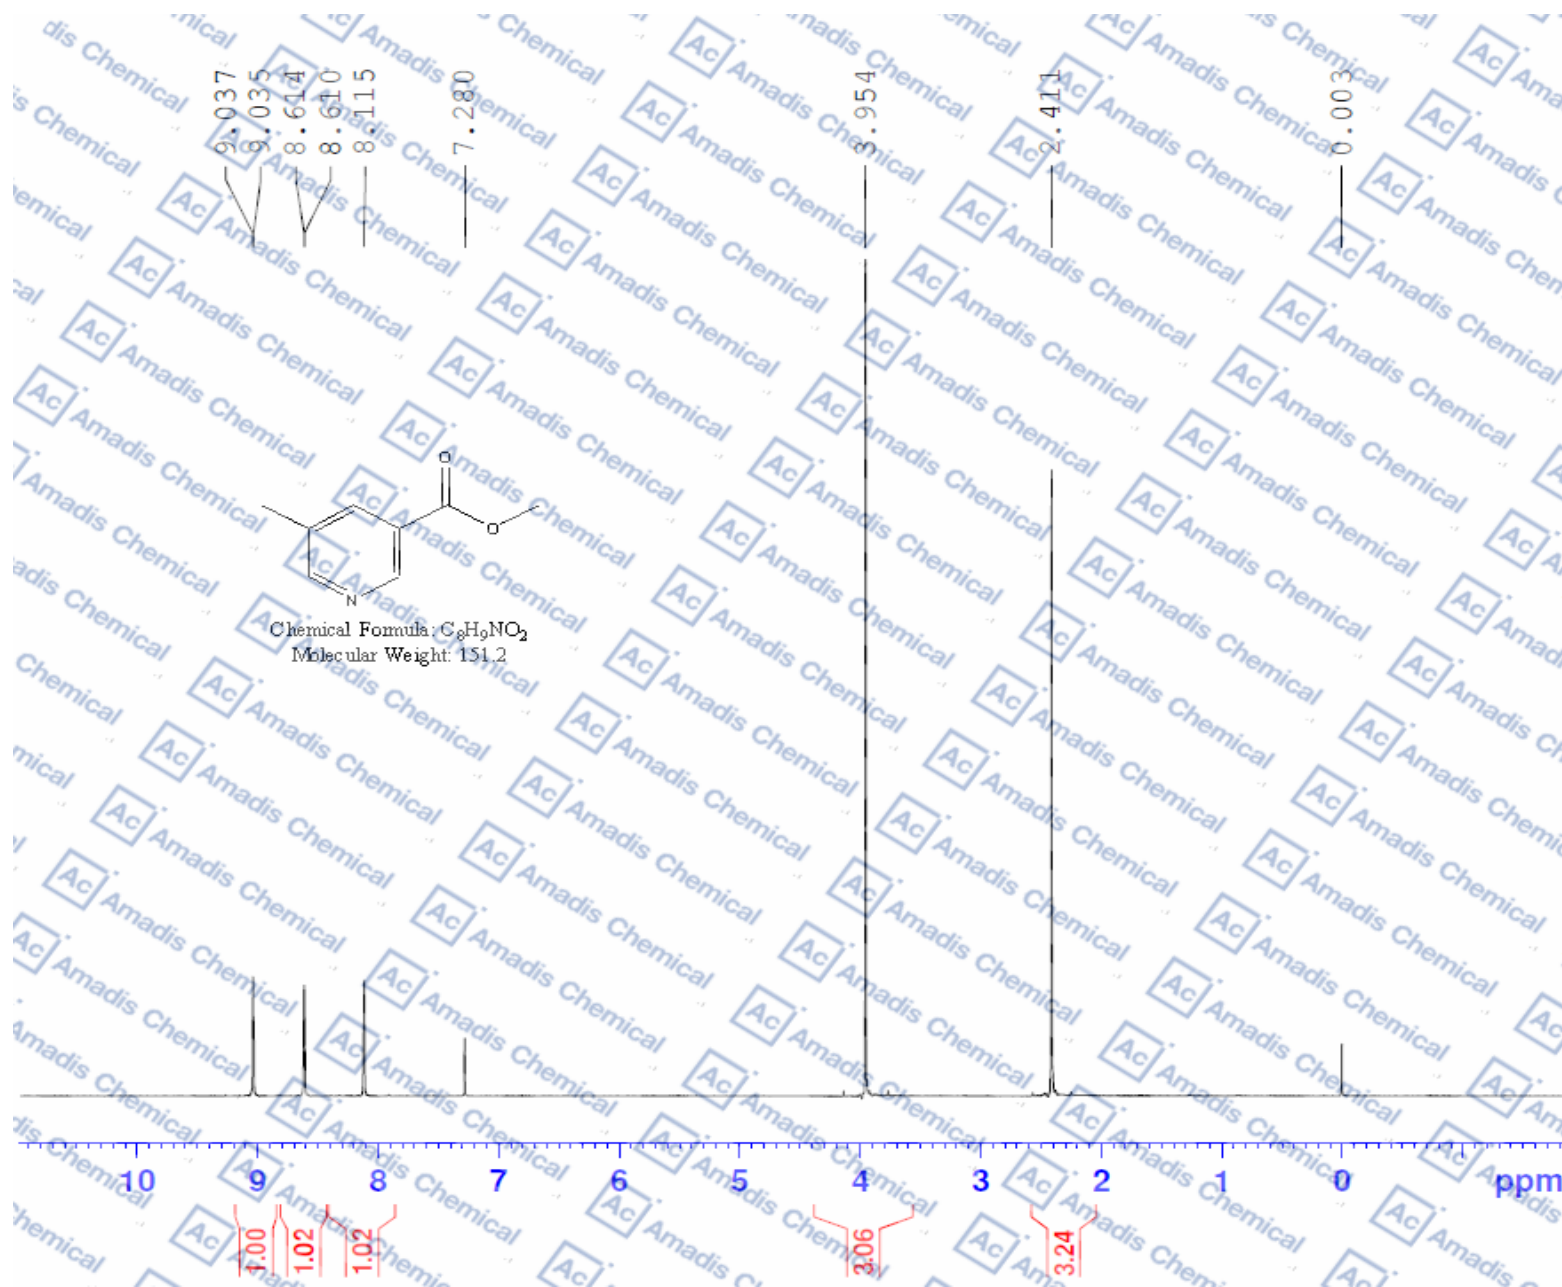 9.037
9.035
8.614
8.610
8.115
7.280
3.954
2.411
0.003
O
O
N
Chemical Formula: C₈H₉NO₂
Molecular Weight: 151.2
10 9 8 7 6 5 4 3 2 1 0 ppm
1.00 1.02 1.02 3.06 3.24
Ac Amadis Chemical